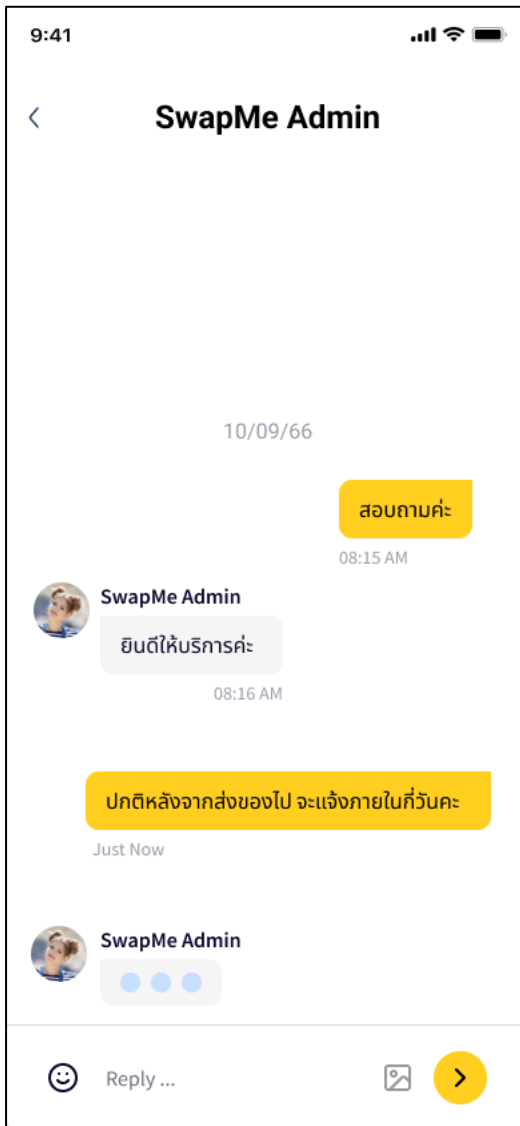 9:41
SwapMe Admin
10/09/66
สอบถามค่ะ
08:15 AM
SwapMe Admin
ยินดีให้บริการค่ะ
08:16 AM
ปกติหลังจากส่งของไป จะแจ้งภายในกี่วันคะ
Just Now
SwapMe Admin
Reply ...